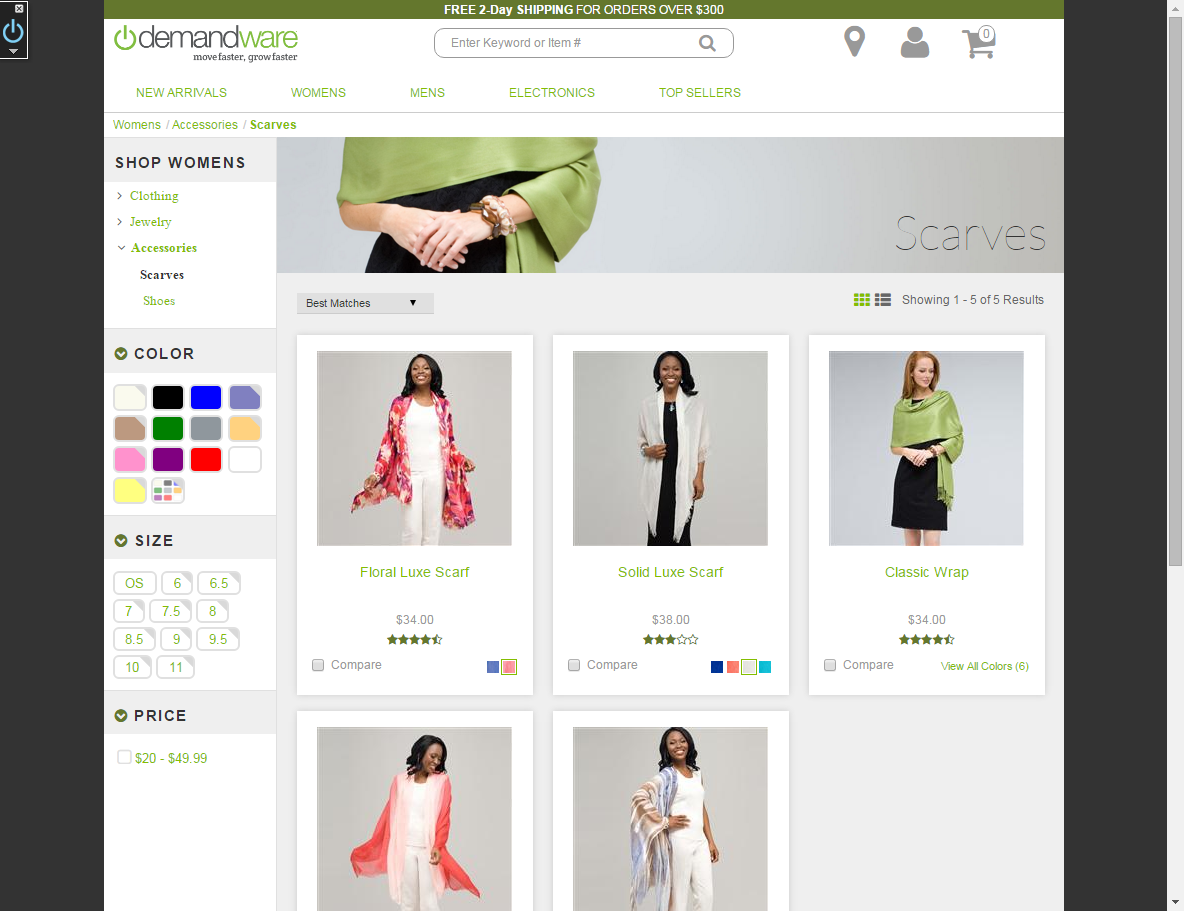 FREE 2-Day SHIPPING FOR ORDERS OVER $300
demandware
move faster, grow faster
Enter Keyword or Item #
0
NEW ARRIVALS WOMENS MENS ELECTRONICS TOP SELLERS
Womens / Accessories / Scarves
SHOP WOMENS
Clothing
Jewelry
Accessories
Scarves
Shoes
COLOR
SIZE
OS 6 6.5
7 7.5 8
8.5 9 9.5
10 11
PRICE
$20 - $49.99
Scarves
Best Matches
Showing 1 - 5 of 5 Results
Floral Luxe Scarf
$34.00
Compare
Solid Luxe Scarf
$38.00
Compare
Classic Wrap
$34.00
Compare
View All Colors (6)